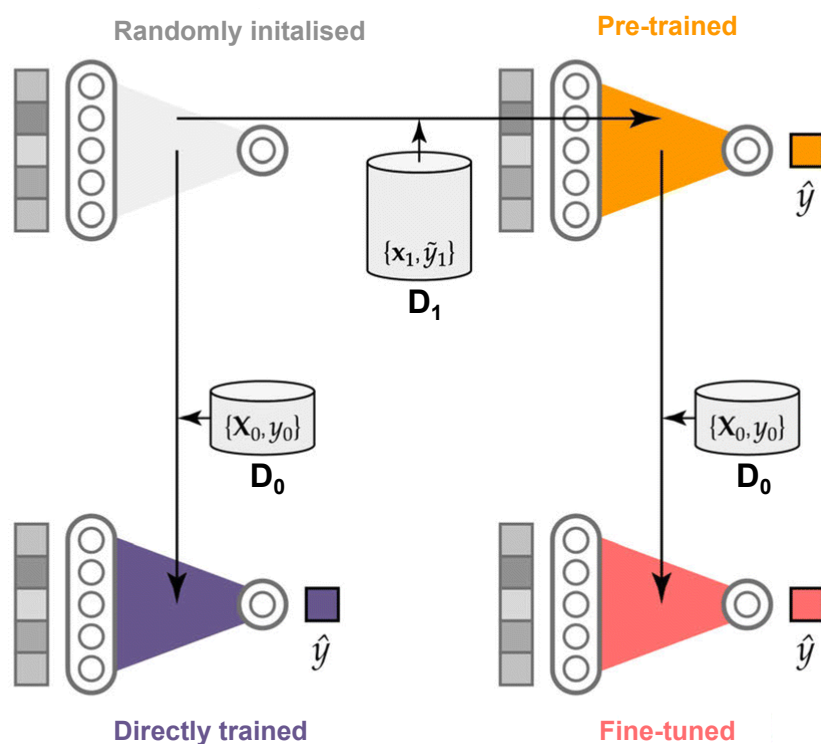 Randomly initalised
Pre-trained
ŷ
{x₁, ỹ₁}
D₁
{X₀, y₀}
D₀
{X₀, y₀}
D₀
ŷ
ŷ
Directly trained
Fine-tuned